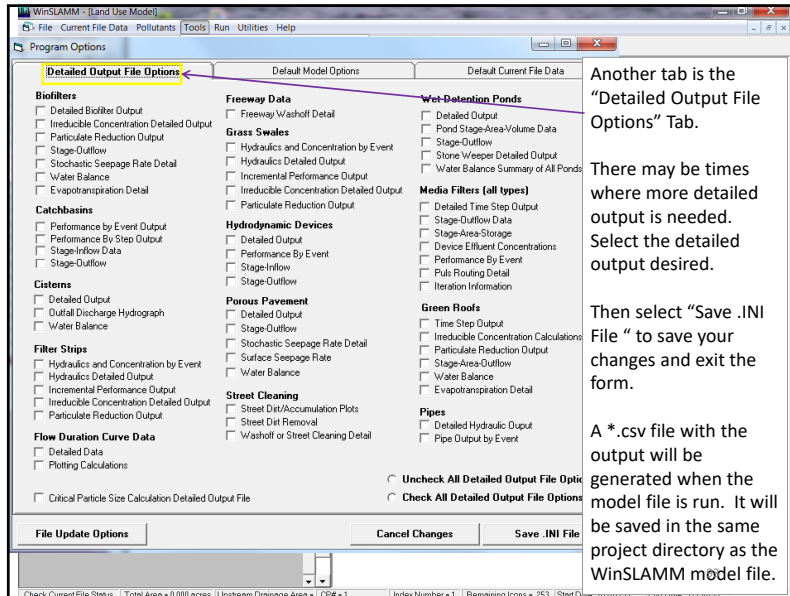 WinSLAMM - [Land Use Model]
File Current File Data Pollutants Tools Run Utilities Help
Program Options
Detailed Output File Options
Default Model Options
Default Current File Data
Biofilters
Detailed Biofilter Output
Irreducible Concentration Detailed Output
Particulate Reduction Output
Stage-Outflow
Stochastic Seepage Rate Detail
Water Balance
Evapotranspiration Detail
Catchbasins
Performance by Event Output
Performance By Step Output
Stage-Inflow Data
Stage-Outflow
Cisterns
Detailed Output
Outfall Discharge Hydrograph
Water Balance
Filter Strips
Hydraulics and Concentration by Event
Hydraulics Detailed Output
Incremental Performance Output
Irreducible Concentration Detailed Output
Particulate Reduction Output
Flow Duration Curve Data
Detailed Data
Plotting Calculations
Critical Particle Size Calculation Detailed Output File
Freeway Data
Freeway Washoff Detail
Grass Swales
Hydraulics and Concentration by Event
Hydraulics Detailed Output
Incremental Performance Output
Irreducible Concentration Detailed Output
Particulate Reduction Output
Hydrodynamic Devices
Detailed Output
Performance By Event
Stage-Inflow
Stage-Outflow
Porous Pavement
Detailed Output
Stage-Outflow
Stochastic Seepage Rate Detail
Surface Seepage Rate
Water Balance
Street Cleaning
Street Dirt/Accumulation Plots
Street Dirt Removal
Washoff or Street Cleaning Detail
Wet Detention Ponds
Detailed Output
Pond Stage-Area-Volume Data
Stage-Outflow
Stone Weeper Detailed Output
Water Balance Summary of All Ponds
Media Filters (all types)
Detailed Time Step Output
Stage-Outflow Data
Stage-Area-Storage
Device Effluent Concentrations
Performance By Event
Puls Routing Detail
Iteration Information
Green Roofs
Time Step Output
Irreducible Concentration Calculations
Particulate Reduction Output
Stage-Area-Outflow
Water Balance
Evapotranspiration Detail
Pipes
Detailed Hydraulic Ouput
Pipe Output by Event
Uncheck All Detailed Output File Optio
Check All Detailed Output File Options
File Update Options
Cancel Changes
Save .INI File
Another tab is the
“Detailed Output File
Options” Tab.
There may be times
where more detailed
output is needed.
Select the detailed
output desired.
Then select “Save .INI
File “ to save your
changes and exit the
form.
A *.csv file with the
output will be
generated when the
model file is run. It will
be saved in the same
project directory as the
WinSLAMM model file.
Check Current File Status Total Area = 0.000 acres Upstream Drainage Area = CP# = 1 Index Number = 1 Remaining Icons = 253